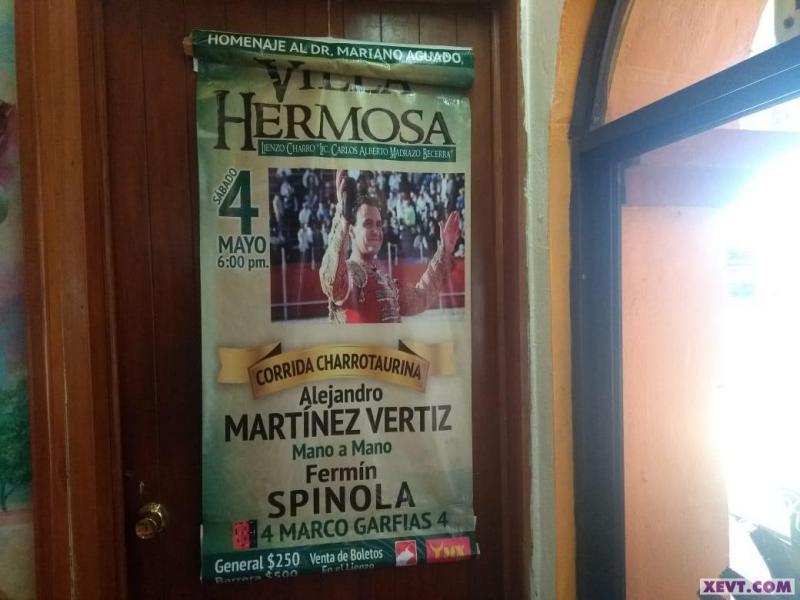 HOMENAJE AL DR. MARIANO AGUADO.
VILLA
HERMOSA
LIENZO CHARRO "LIC. CARLOS ALBERTO MADRAZO BECERRA"
SÁBADO
4
MAYO
6:00 pm.
CORRIDA CHARROTAURINA
Alejandro
MARTÍNEZ VERTIZ
Mano a Mano
Fermín
SPINOLA
4 MARCO GARFIAS 4
General $250
Barrera $500
Venta de Boletos
En el Lienzo
XEVT.COM